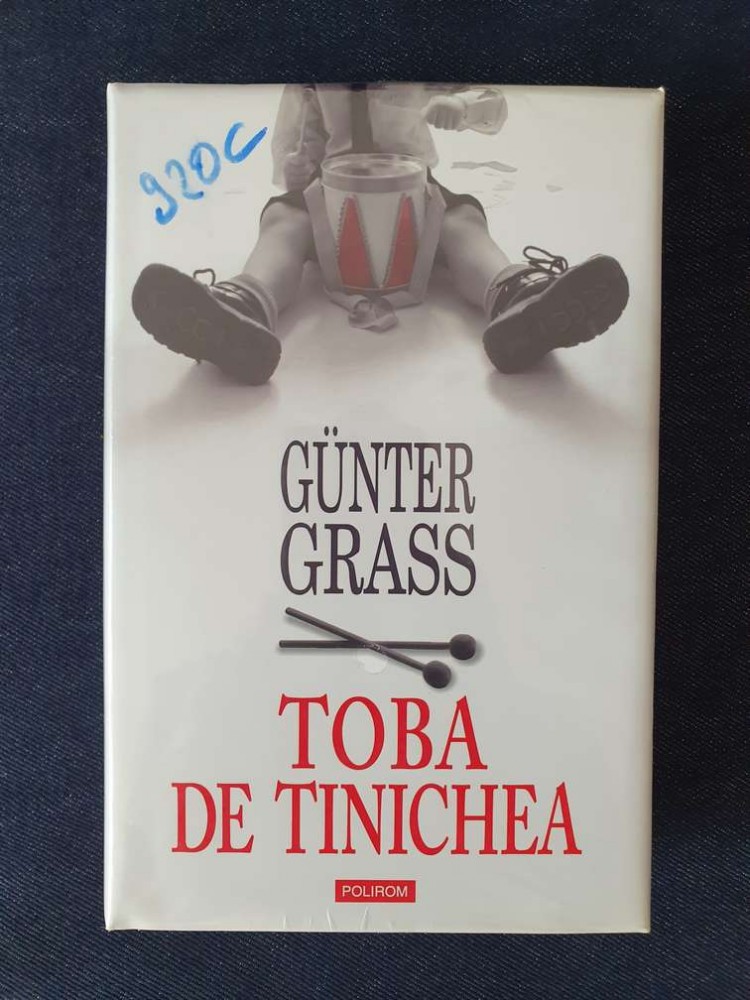 920C
GÜNTER
GRASS
TOBA
DE TINICHEA
POLIROM